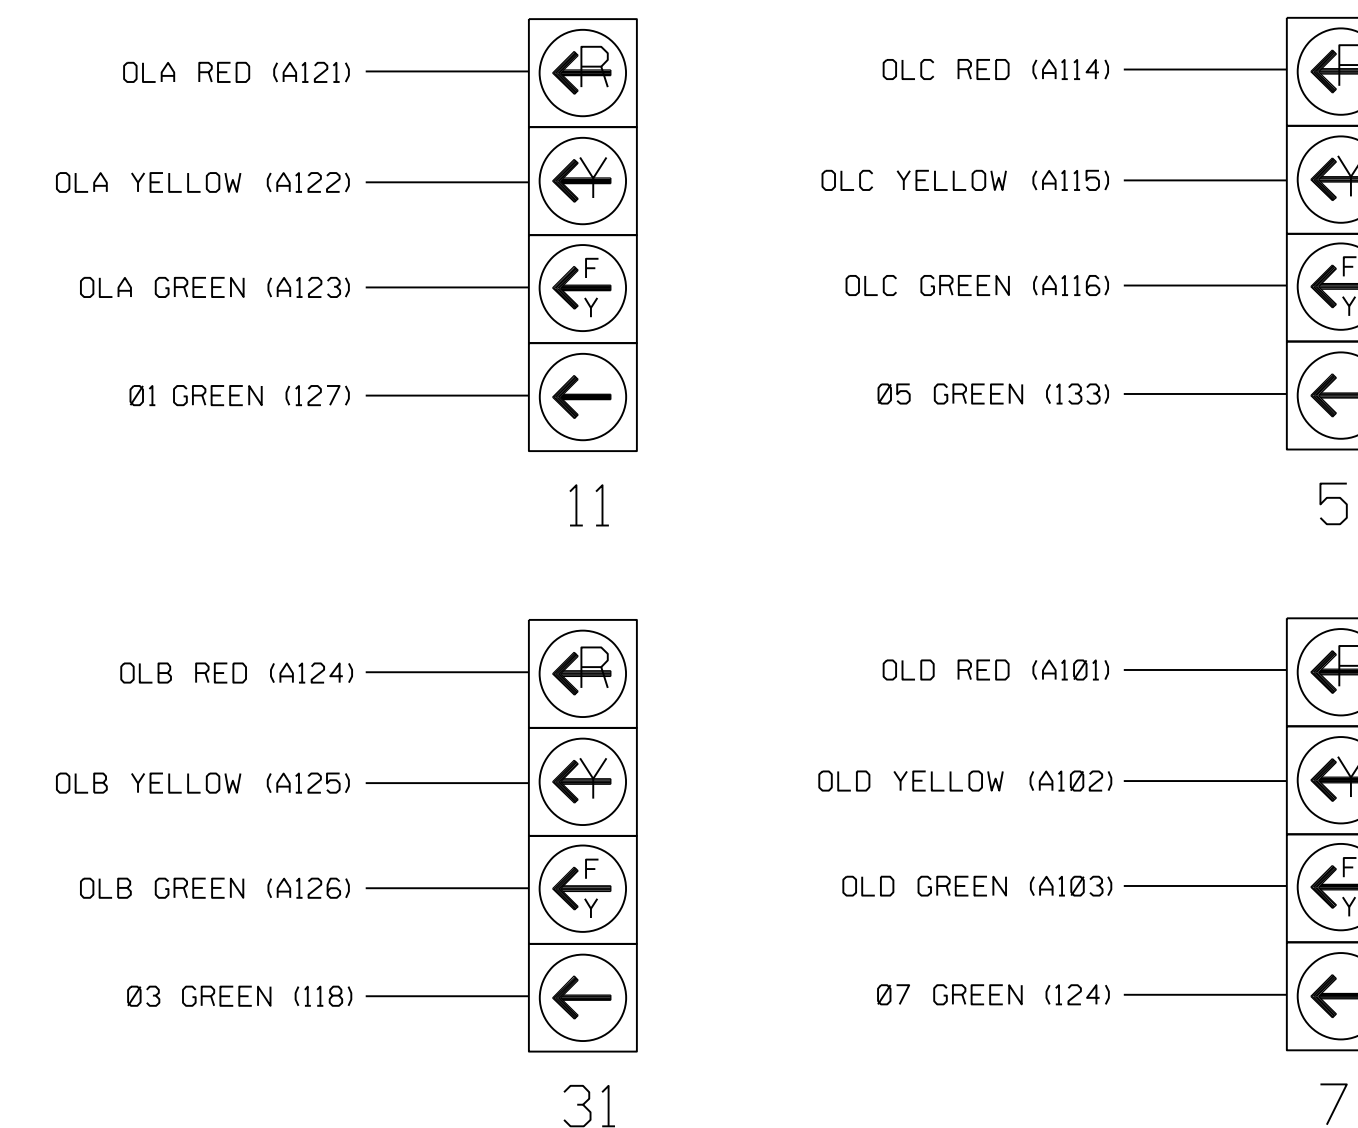 OLA RED (A121)
R
OLA YELLOW (A122)
Y
OLA GREEN (A123)
F
Y
Ø1 GREEN (127)
11
OLC RED (A114)
OLC YELLOW (A115)
Y
OLC GREEN (A116)
F
Y
Ø5 GREEN (133)
5
OLB RED (A124)
R
OLB YELLOW (A125)
Y
OLB GREEN (A126)
F
Y
Ø3 GREEN (118)
31
OLD RED (A1Ø1)
OLD YELLOW (A1Ø2)
Y
OLD GREEN (A1Ø3)
F
Y
Ø7 GREEN (124)
7